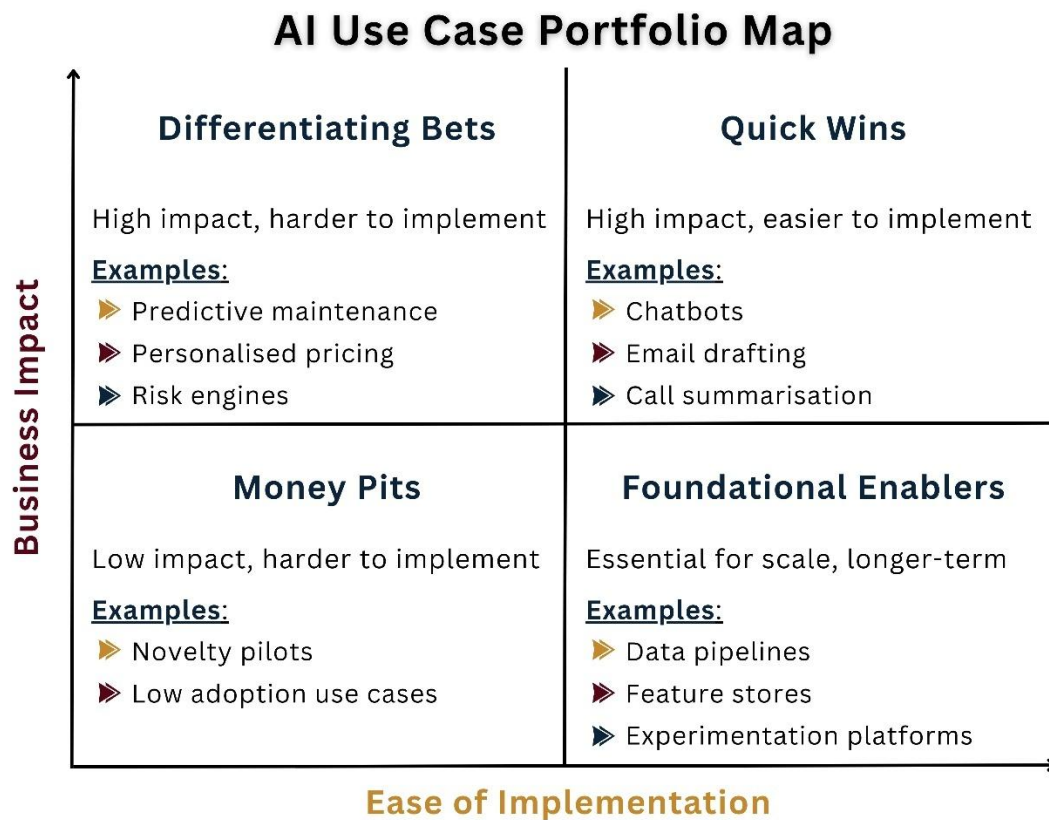 AI Use Case Portfolio Map
Business Impact
Differentiating Bets
High impact, harder to implement
Examples:
Predictive maintenance
Personalised pricing
Risk engines
Quick Wins
High impact, easier to implement
Examples:
Chatbots
Email drafting
Call summarisation
Money Pits
Low impact, harder to implement
Examples:
Novelty pilots
Low adoption use cases
Foundational Enablers
Essential for scale, longer-term
Examples:
Data pipelines
Feature stores
Experimentation platforms
Ease of Implementation